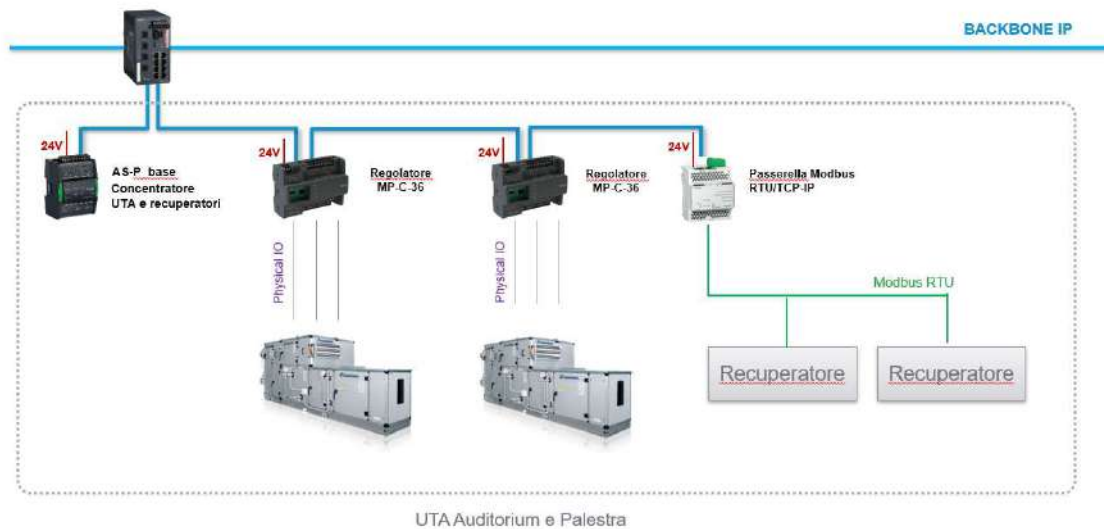 BACKBONE IP
24V
AS-P base
Concentratore
UTA e recuperatori
24V
Regolatore
MP-C-36
24V
Regolatore
MP-C-36
24V
Passerella Modbus
RTU/TCP-IP
Physical IO
Physical IO
Modbus RTU
Recuperatore
Recuperatore
UTA Auditorium e Palestra